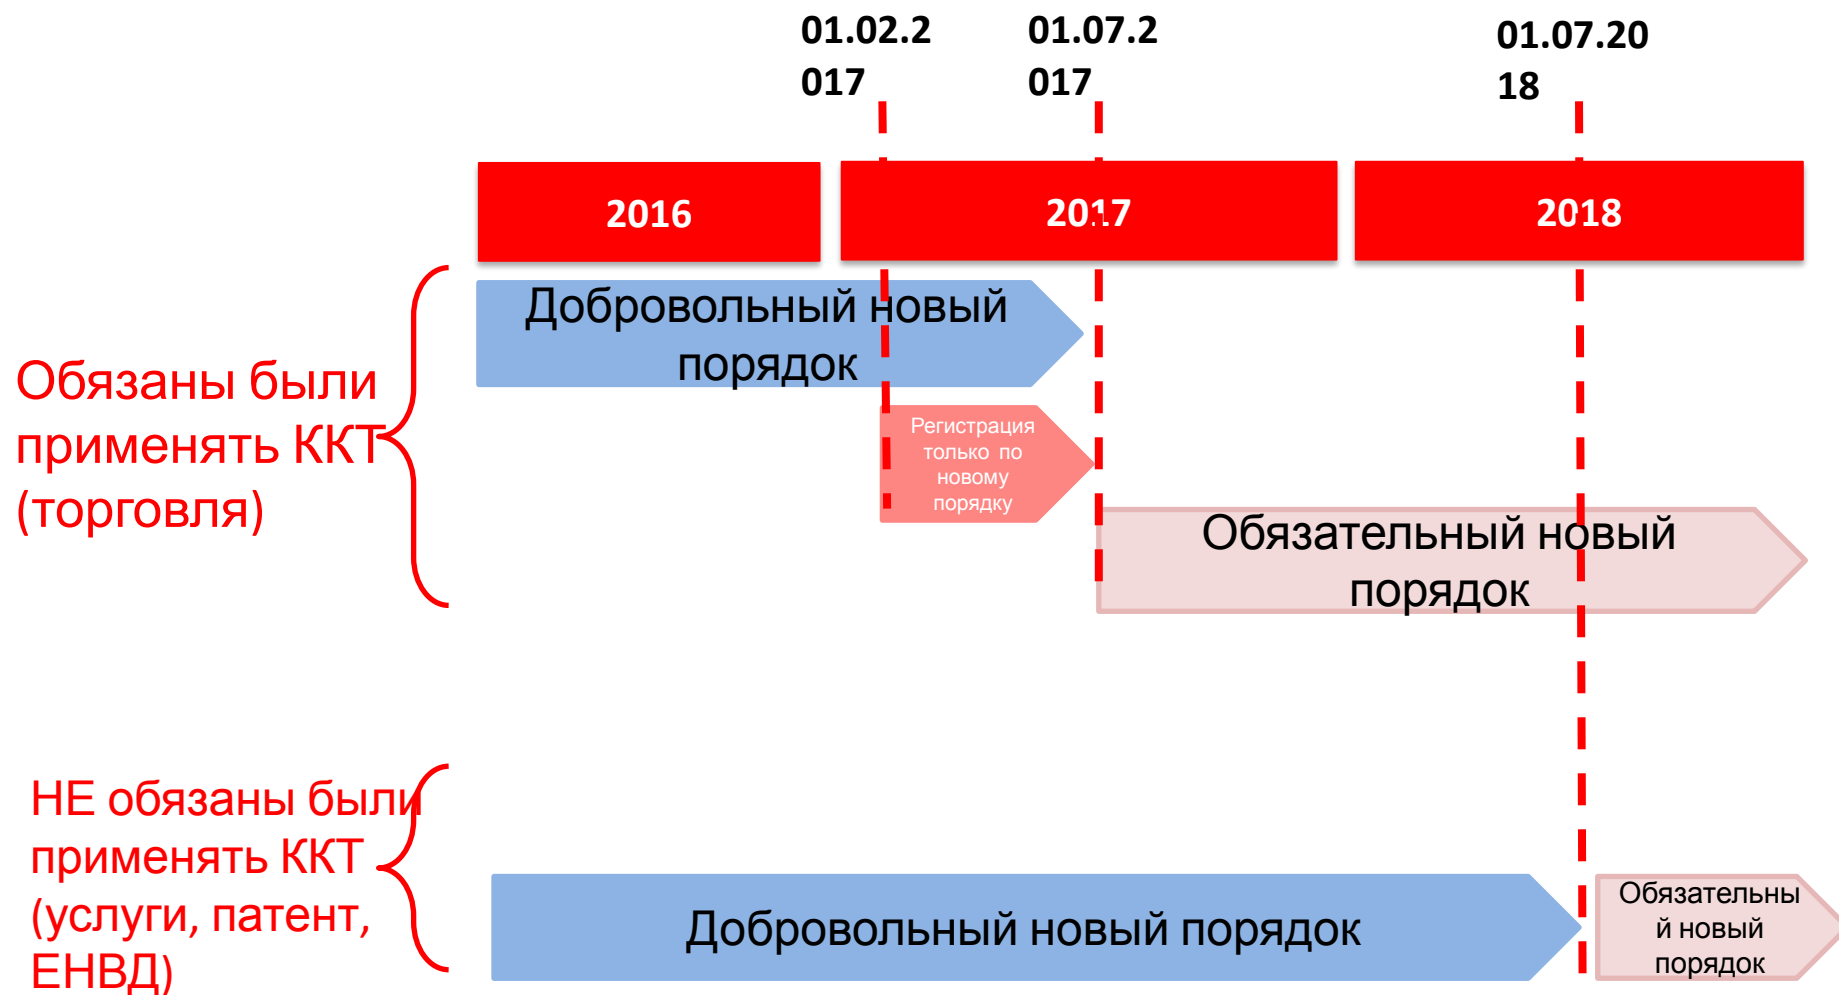 01.02.2
017
01.07.2
017
01.07.20
18
2016
2017
2018
Обязаны были
применять ККТ
(торговля)
Добровольный новый
порядок
Регистрация
только по
новому
порядку
Обязательный новый
порядок
НЕ обязаны были
применять ККТ
(услуги, патент,
ЕНВД)
Добровольный новый порядок
Обязательны
й новый
порядок